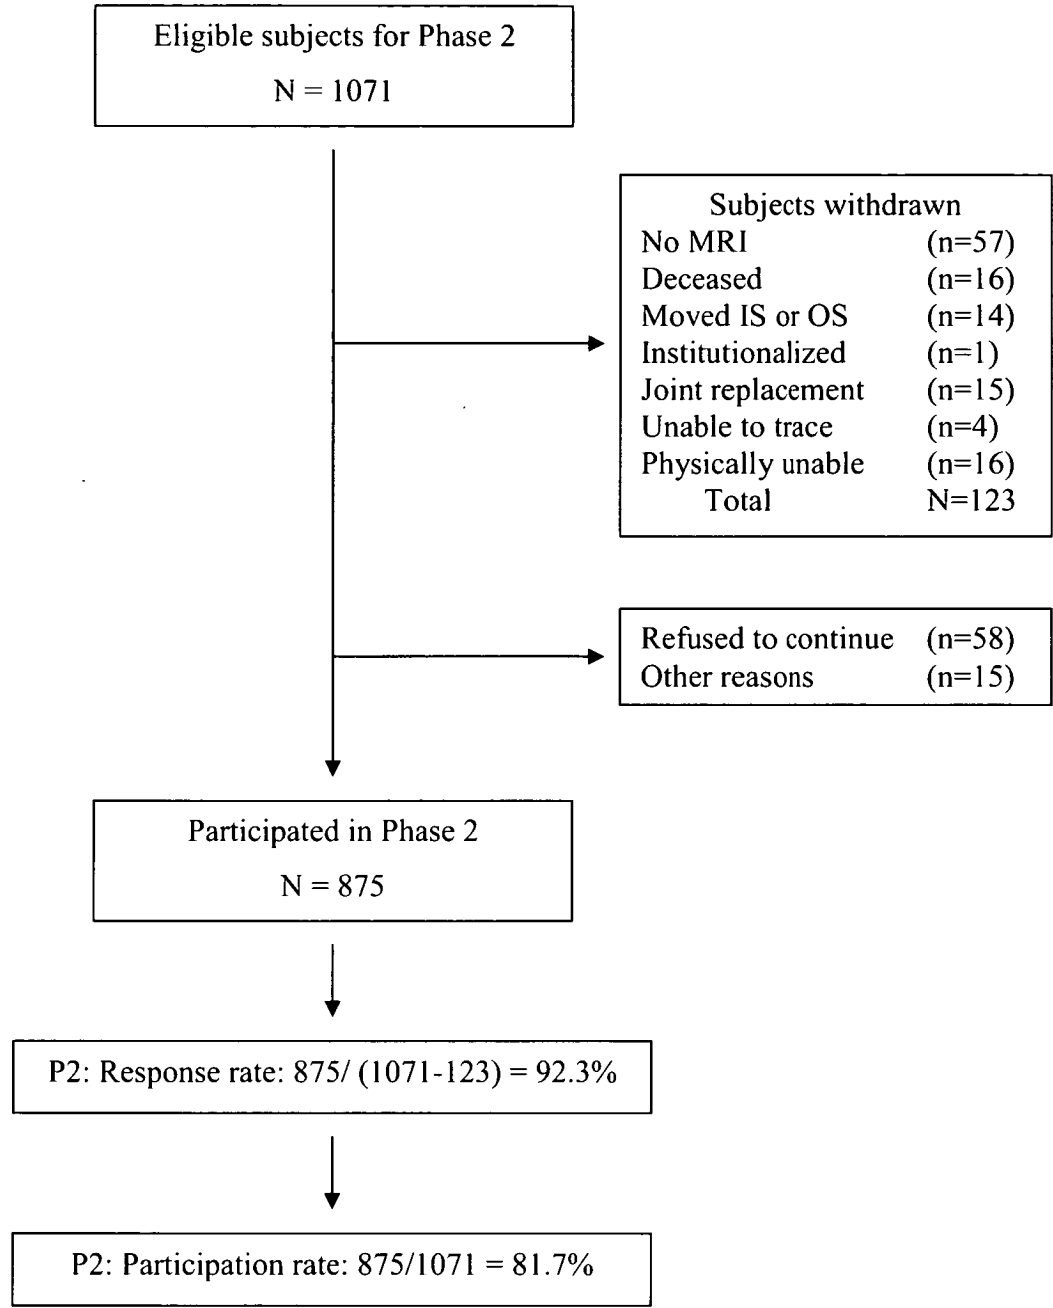 Eligible subjects for Phase 2
N = 1071
Subjects withdrawn
No MRI (n=57)
Deceased (n=16)
Moved IS or OS (n=14)
Institutionalized (n=1)
Joint replacement (n=15)
Unable to trace (n=4)
Physically unable (n=16)
Total N=123
Refused to continue (n=58)
Other reasons (n=15)
Participated in Phase 2
N = 875
P2: Response rate: 875/ (1071-123) = 92.3%
P2: Participation rate: 875/1071 = 81.7%